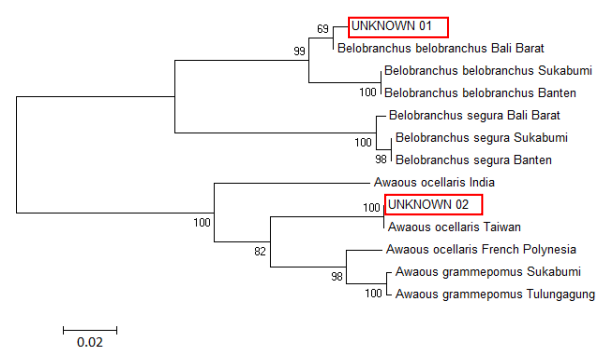 69
UNKNOWN 01
99
Belobranchus belobranchus Bali Barat
Belobranchus belobranchus Sukabumi
100
Belobranchus belobranchus Banten
Belobranchus segura Bali Barat
100
Belobranchus segura Sukabumi
98
Belobranchus segura Banten
Awaous ocellaris India
100
100
UNKNOWN 02
Awaous ocellaris Taiwan
82
Awaous ocellaris French Polynesia
98
Awaous grammepomus Sukabumi
100
Awaous grammepomus Tulungagung
0.02